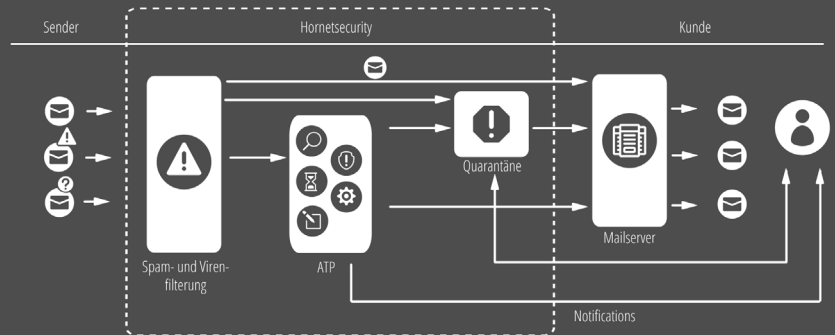 Sender
Hornetsecurity
Kunde
Quarantäne
Mailserver
Spam- und Viren-
filterung
ATP
Notifications